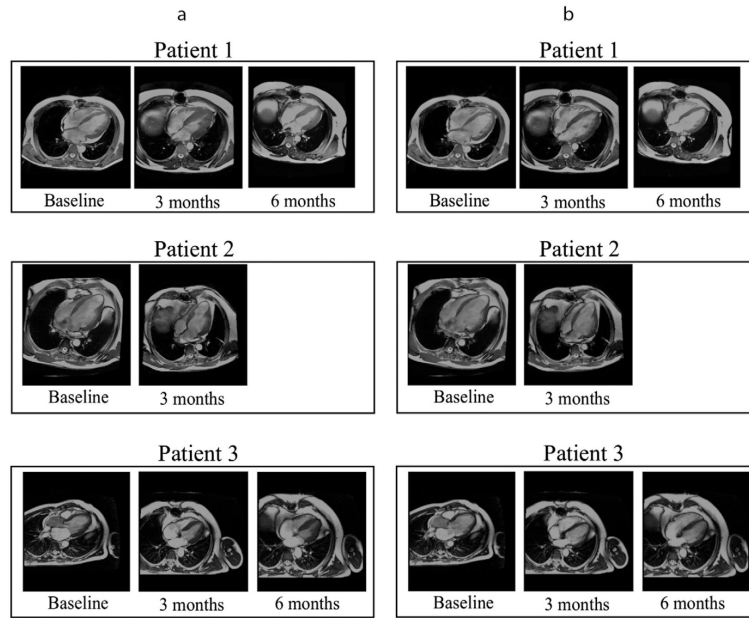 a
b
Patient 1
Patient 1
Baseline
3 months
6 months
Baseline
3 months
6 months
Patient 2
Patient 2
Baseline
3 months
Baseline
3 months
Patient 3
Patient 3
Baseline
3 months
6 months
Baseline
3 months
6 months